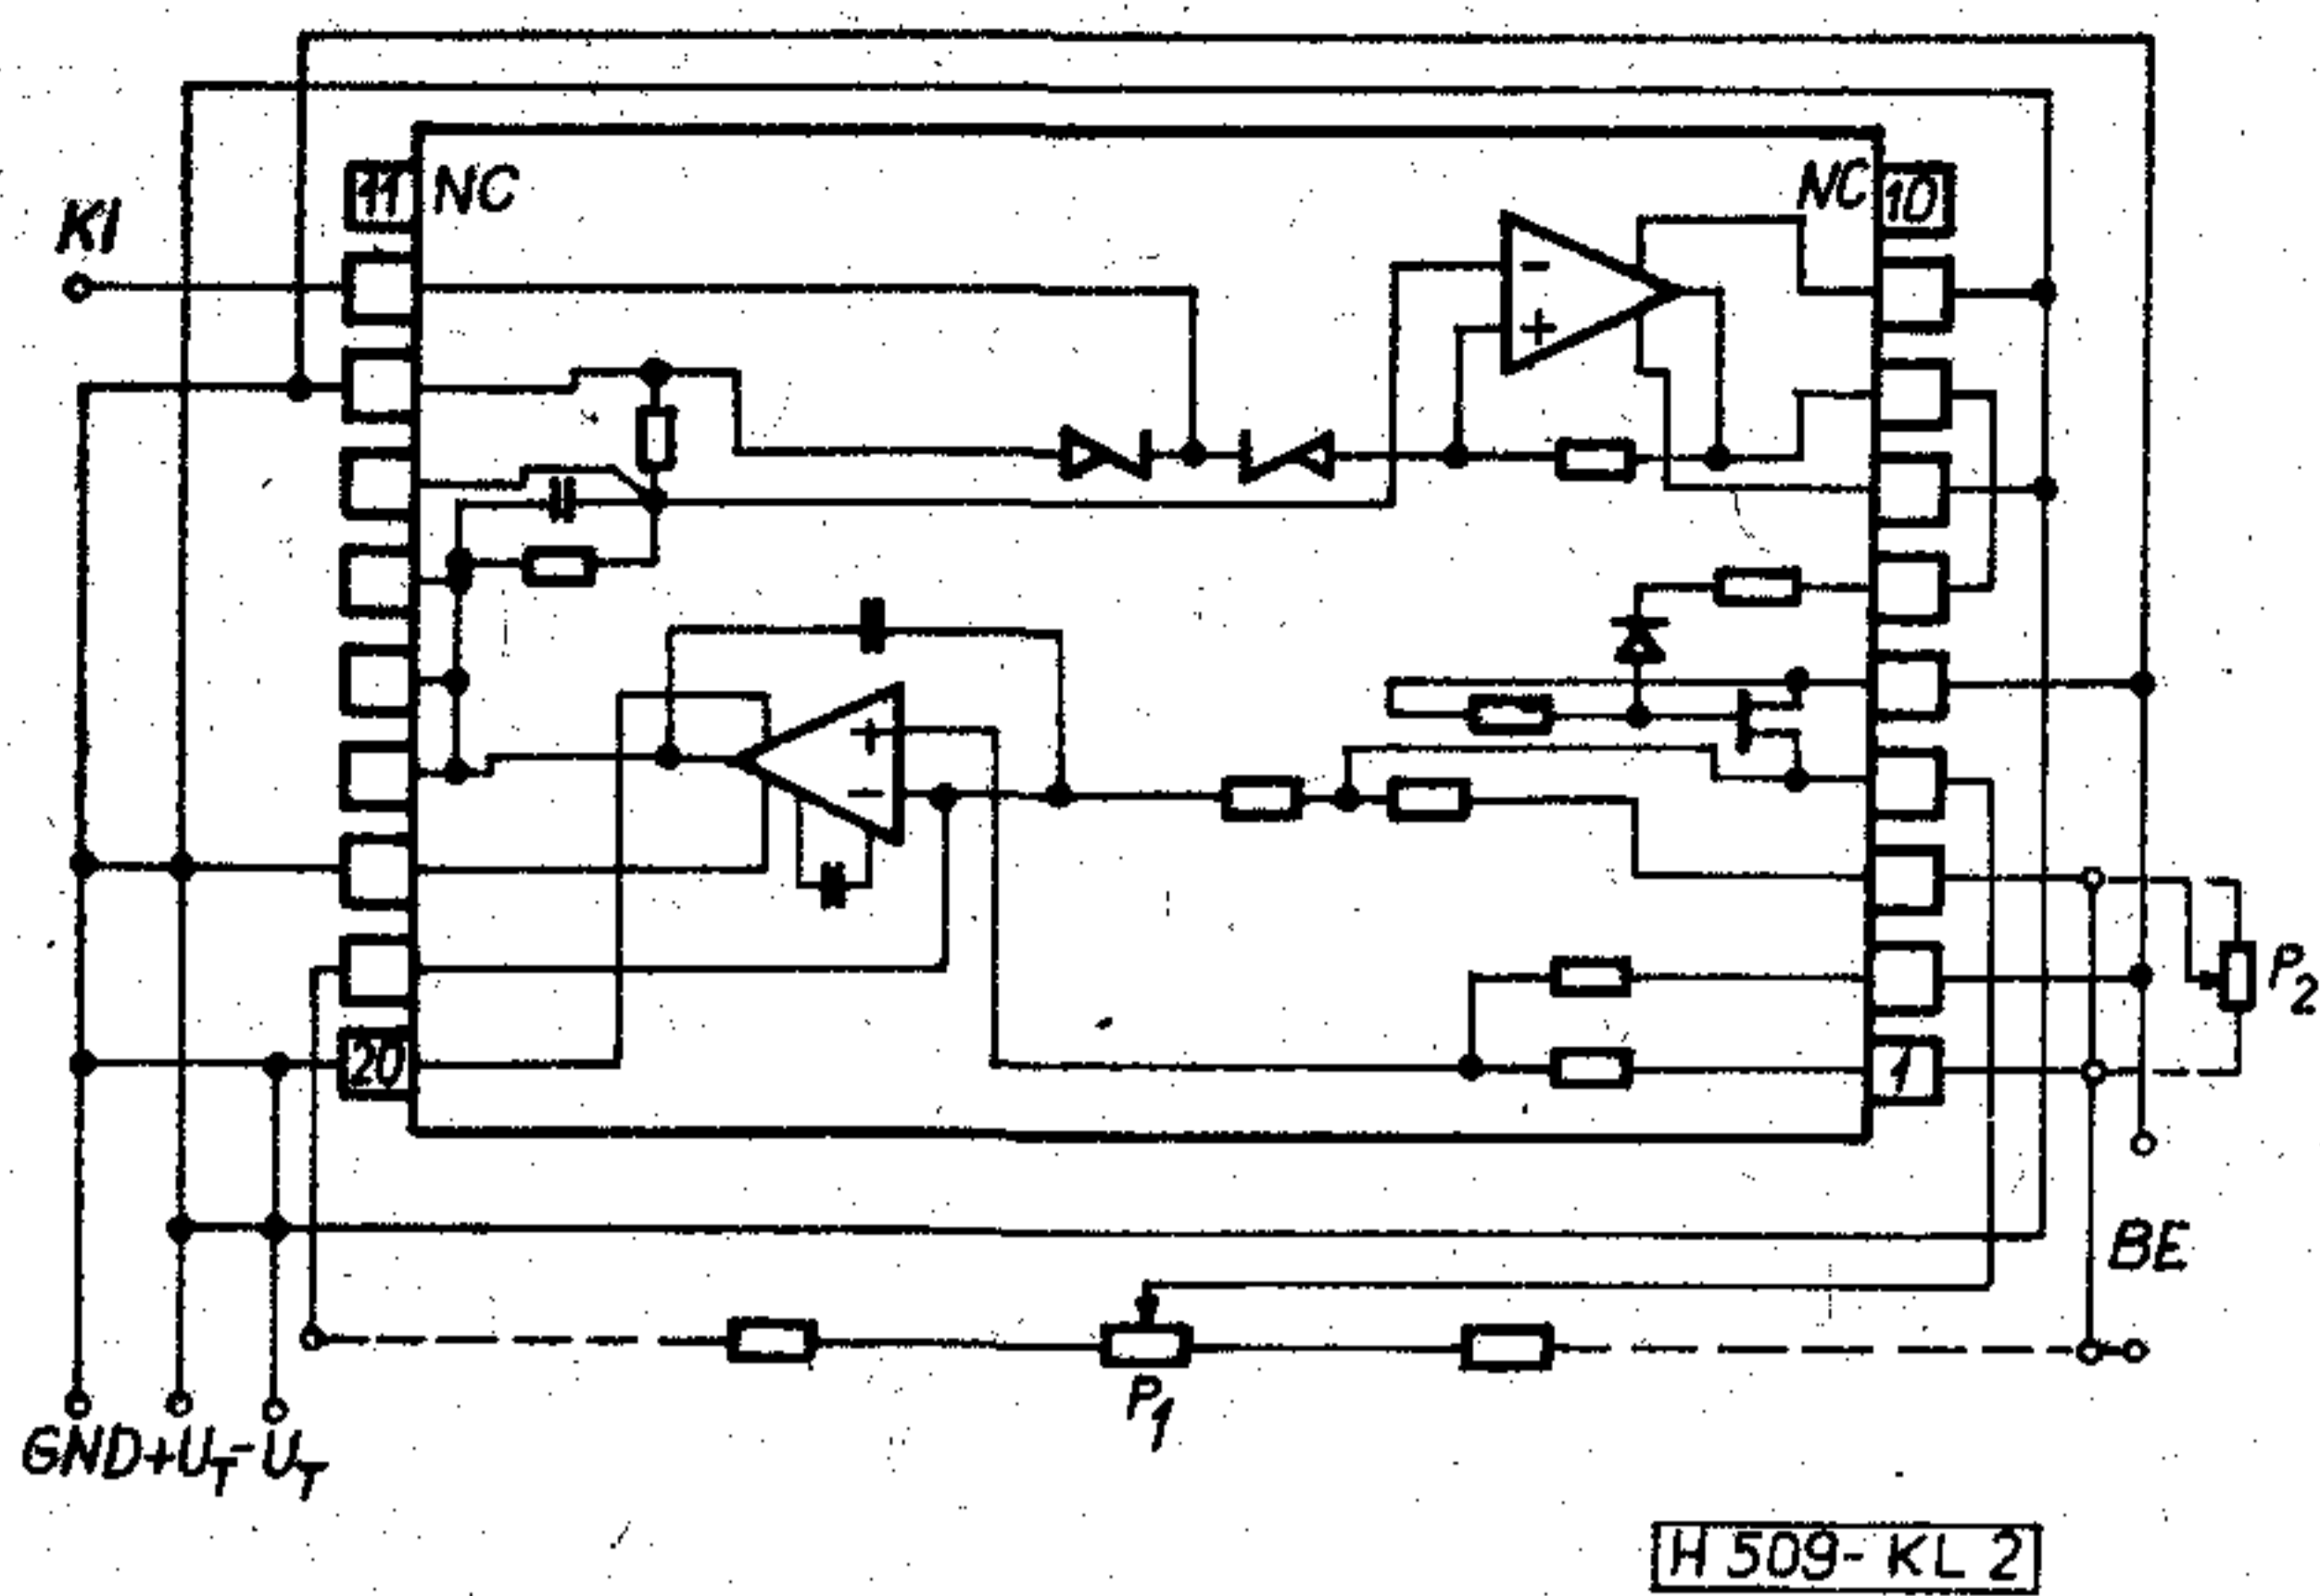 11 NC
NC 10
KI
-
+
+
-
P2
20
1
BE
P1
GND +UT -UT
H 509- KL 2